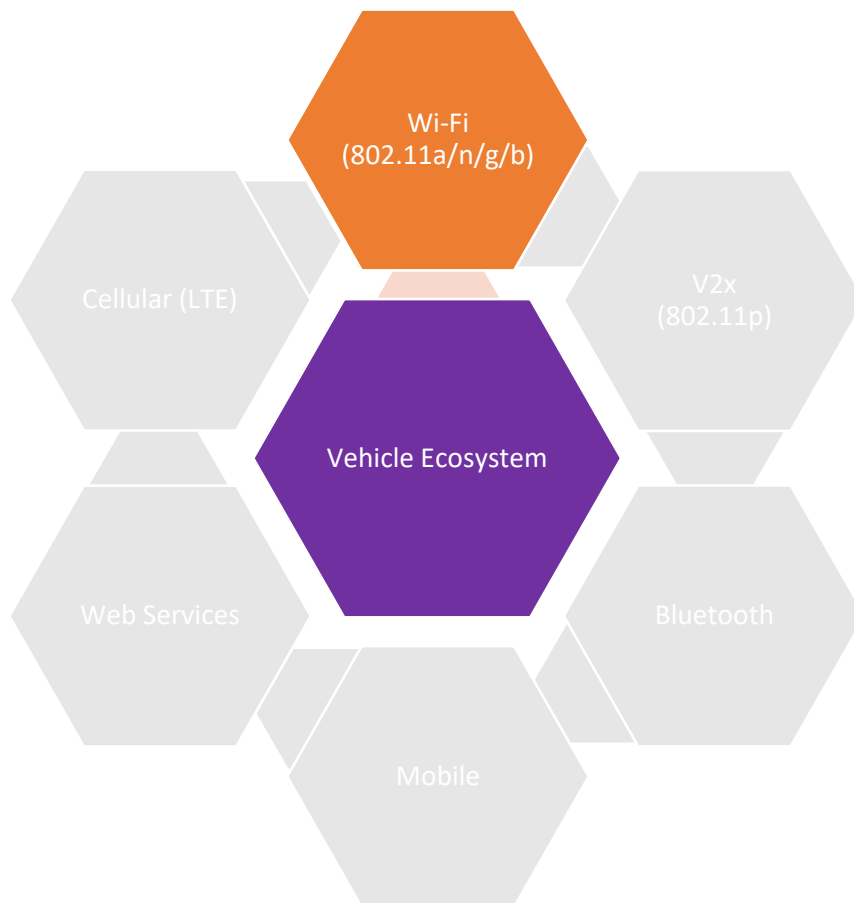 Wi-Fi
(802.11a/n/g/b)
Cellular (LTE)
V2x
(802.11p)
Vehicle Ecosystem
Web Services
Bluetooth
Mobile